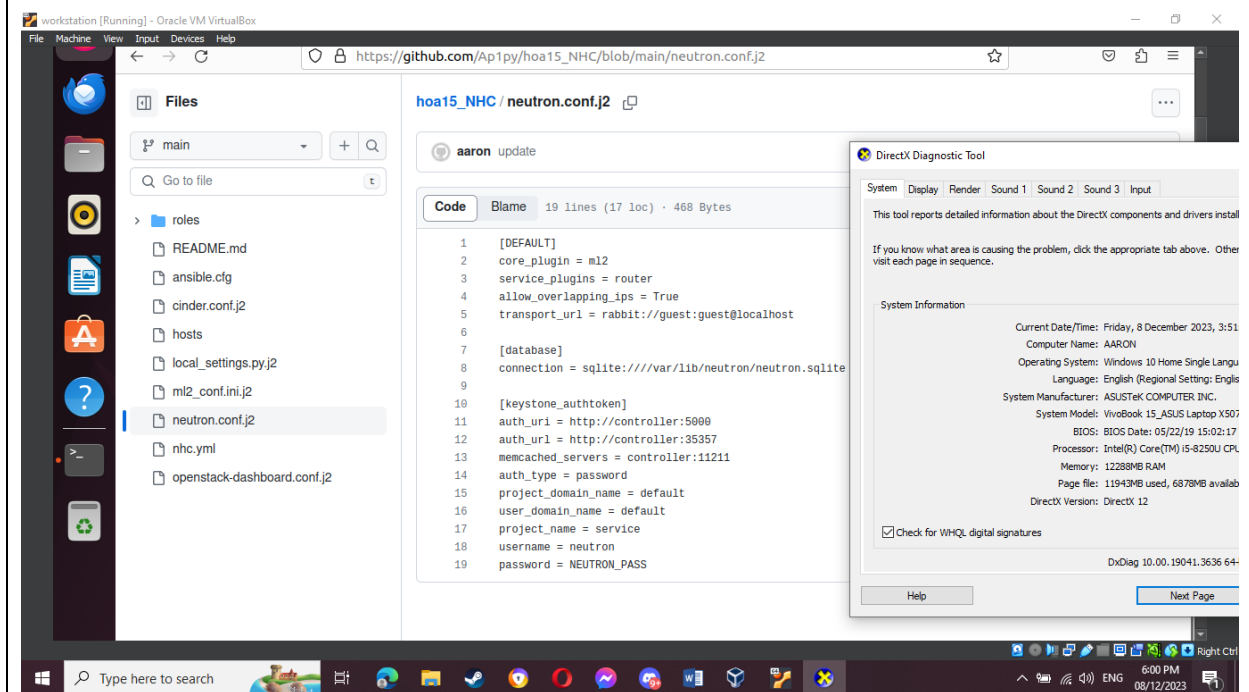 workstation [Running] - Oracle VM VirtualBox
File Machine View Input Devices Help
https://github.com/Ap1py/hoa15_NHC/blob/main/neutron.conf.j2
Files
main
Go to file
t
roles
README.md
ansible.cfg
cinder.conf.j2
hosts
local_settings.py.j2
ml2_conf.ini.j2
neutron.conf.j2
nhc.yml
openstack-dashboard.conf.j2
hoa15_NHC / neutron.conf.j2
aaron update
Code Blame 19 lines (17 loc) · 468 Bytes
1 [DEFAULT]
2 core_plugin = ml2
3 service_plugins = router
4 allow_overlapping_ips = True
5 transport_url = rabbit://guest:guest@localhost
6
7 [database]
8 connection = sqlite:////var/lib/neutron/neutron.sqlite
9
10 [keystone_authtoken]
11 auth_uri = http://controller:5000
12 auth_url = http://controller:35357
13 memcached_servers = controller:11211
14 auth_type = password
15 project_domain_name = default
16 user_domain_name = default
17 project_name = service
18 username = neutron
19 password = NEUTRON_PASS
DirectX Diagnostic Tool
System Display Render Sound 1 Sound 2 Sound 3 Input
This tool reports detailed information about the DirectX components and drivers install
If you know what area is causing the problem, click the appropriate tab above. Other
visit each page in sequence.
System Information
Current Date/Time: Friday, 8 December 2023, 3:51:
Computer Name: AARON
Operating System: Windows 10 Home Single Langu
Language: English (Regional Setting: Englis
System Manufacturer: ASUSTeK COMPUTER INC.
System Model: VivoBook 15_ASUS Laptop X507
BIOS: BIOS Date: 05/22/19 15:02:17
Processor: Intel(R) Core(TM) i5-8250U CPU
Memory: 12288MB RAM
Page file: 11943MB used, 6878MB availab
DirectX Version: DirectX 12
Check for WHQL digital signatures
DxDiag 10.00.19041.3636 64-
Help
Next Page
Right Ctrl
Type here to search
ENG
6:00 PM
08/12/2023